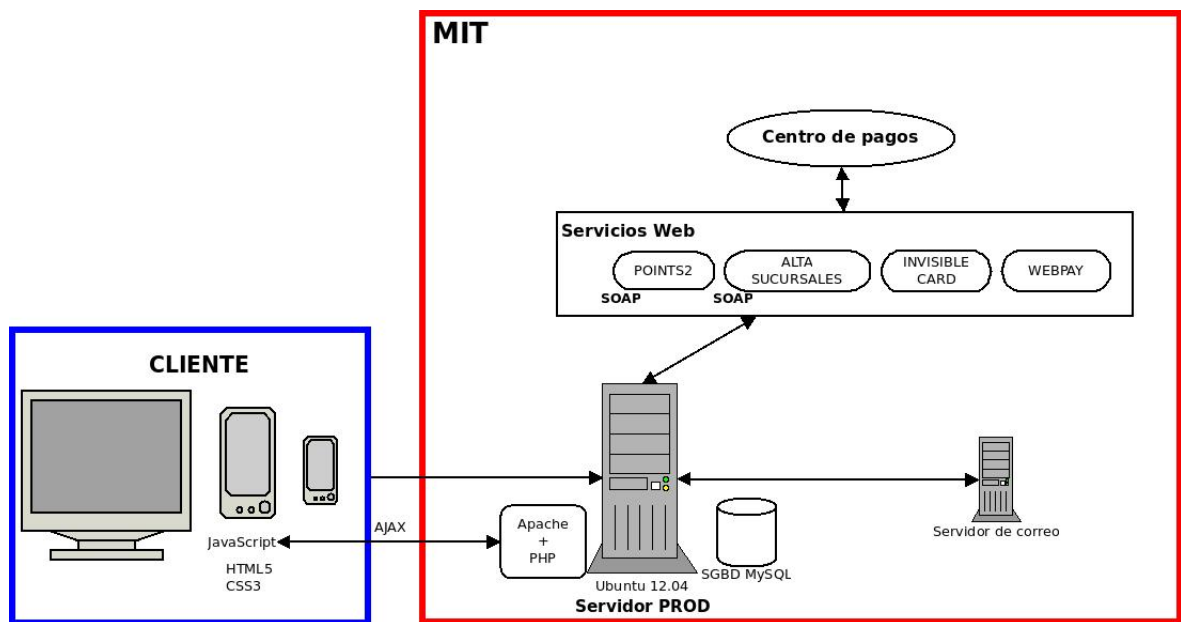 MIT
Centro de pagos
Servicios Web
POINTS2
ALTA
SUCURSALES
INVISIBLE
CARD
WEBPAY
SOAP
SOAP
CLIENTE
JavaScript
HTML5
CSS3
AJAX
Apache
+
PHP
Ubuntu 12.04
Servidor PROD
SGBD MySQL
Servidor de correo